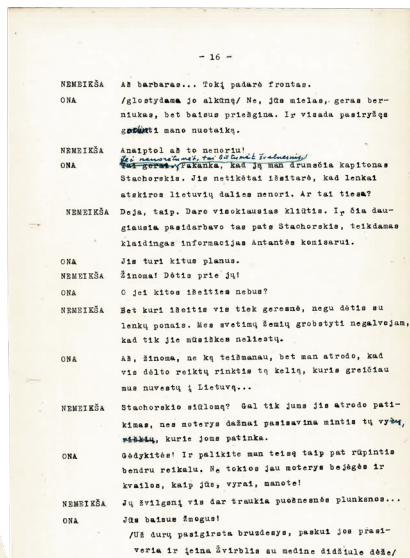 - 16 -
NEMEIKŠA Aš barbaras... Tokį padarė frontas.
ONA /glostydama jo alkūnę/ Ne, jūs mielas, geras ber-
niukas, bet baisus priešgina. Ir visada pasiryžęs
mano nuotaiką.
NEMEIKŠA Anaiptol aš to nenoriu!
Jei nenorėtumėt, tai būtumėt švelnesnis!
ONA Tai gerai. Pakanka, kad ją man drumsčia kapitonas
Stachorskis. Jis netikėtai išsitarė, kad lenkai
atskiros lietuvių dalies nenori. Ar tai tiesa?
NEMEIKŠA Deja, taip. Daro visokiausias kliūtis. Ir čia dau-
giausia pasidarbavo tas pats Stachorskis, teikdamas
klaidingas informacijas Antantės komisarui.
ONA Jis turi kitus planus.
NEMEIKŠA Žinoma! Dėtis prie jų!
ONA O jei kitos išeities nebus?
NEMEIKŠA Bet kuri išeitis vis tiek geresnė, negu dėtis su
lenkų ponais. Mes svetimų žemių grobstyti negalvojam,
kad tik jie mūsiškes neliestų.
ONA Aš, žinoma, ne ką teišmanau, bet man atrodo, kad
vis dėlto reiktų rinktis tą kelią, kuris greičiau
mus nuvestų į Lietuvą...
NEMEIKŠA Stachorskio siūlomą? Gal tik jums jis atrodo pati-
kimas, nes moterys dažnai pasisavina mintis tų vyrų,
kurie joms patinka.
ONA Gėdykitės! Ir palikite man teisę taip pat rūpintis
bendru reikalu. Ne tokios jau moterys bejėgės ir
kvailos, kaip jūs, vyrai, manote!
NEMEIKŠA Jų žvilgsnį vis dar traukia puošnesnės plunksnos...
ONA Jūs baisus žmogus!
/Už durų pasigirsta bruzdesys, paskui jos prasi-
veria ir įeina Žvirblis su medine didžiule dėže/